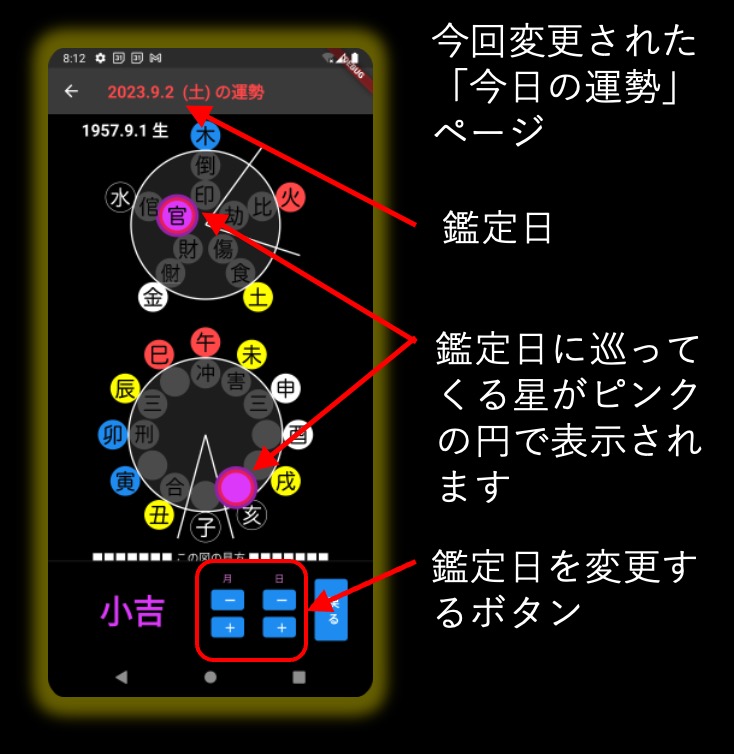 8:12
31
31
DEBUG
2023.9.2 (土) の運勢
1957.9.1 生
木
倒
印
水
倌
官
劫
比
火
財
傷
食
金
土
午
巳
未
冲
害
辰
三
三
申
卯
刑
酉
寅
戌
合
丑
子
亥
■■■■■■■ この図の見方 ■■■■■■■
小吉
月
日
−
−
+
+
戻る
今回変更された
「今日の運勢」
ページ
鑑定日
鑑定日に巡って
くる星がピンク
の円で表示され
ます
鑑定日を変更す
るボタン